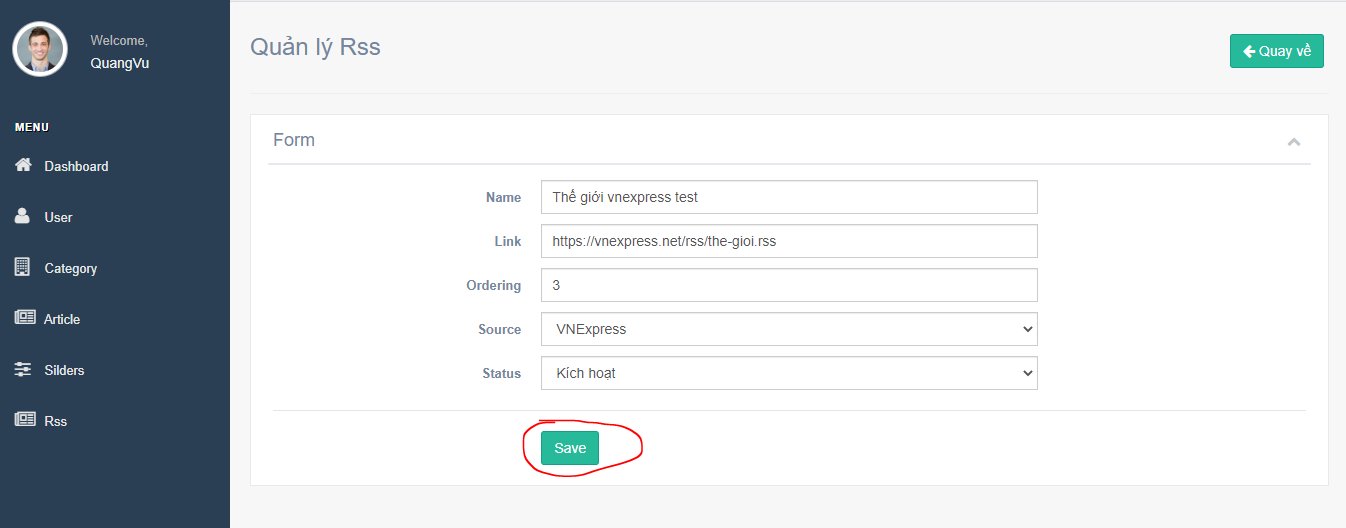 Welcome,
QuangVu
MENU
Dashboard
User
Category
Article
Silders
Rss
Quản lý Rss
Quay về
Form
Name
Thế giới vnexpress test
Link
https://vnexpress.net/rss/the-gioi.rss
Ordering
3
Source
VNExpress
Status
Kích hoạt
Save